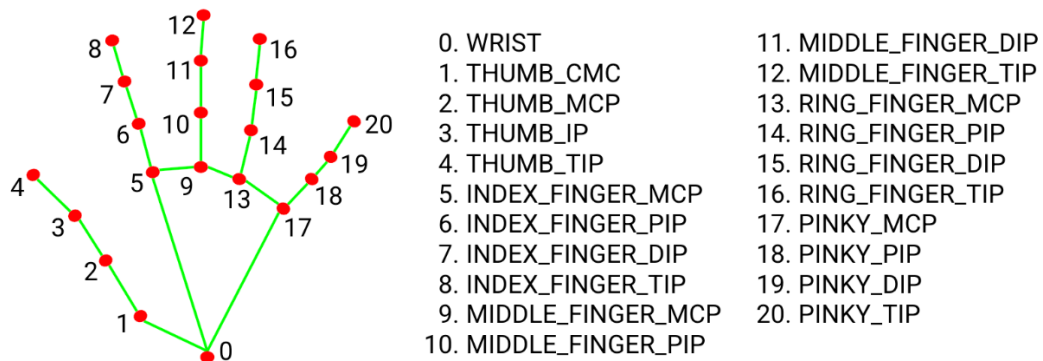 12
8
16
11
7
15
10
20
6
14
4
19
5
9
13
18
3
17
2
1
0
0. WRIST
1. THUMB_CMC
2. THUMB_MCP
3. THUMB_IP
4. THUMB_TIP
5. INDEX_FINGER_MCP
6. INDEX_FINGER_PIP
7. INDEX_FINGER_DIP
8. INDEX_FINGER_TIP
9. MIDDLE_FINGER_MCP
10. MIDDLE_FINGER_PIP
11. MIDDLE_FINGER_DIP
12. MIDDLE_FINGER_TIP
13. RING_FINGER_MCP
14. RING_FINGER_PIP
15. RING_FINGER_DIP
16. RING_FINGER_TIP
17. PINKY_MCP
18. PINKY_PIP
19. PINKY_DIP
20. PINKY_TIP